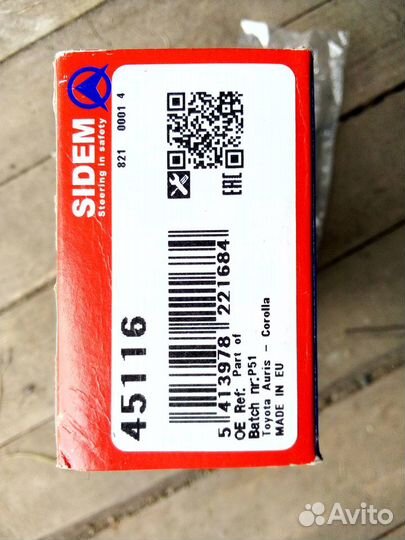 SIDEM
Steering in safety
821 0001 4
EAC
45116
5 413978 221684
OE Ref: Part of
Batch nr:P51
Toyota Auris - Corolla
MADE IN EU
Avito